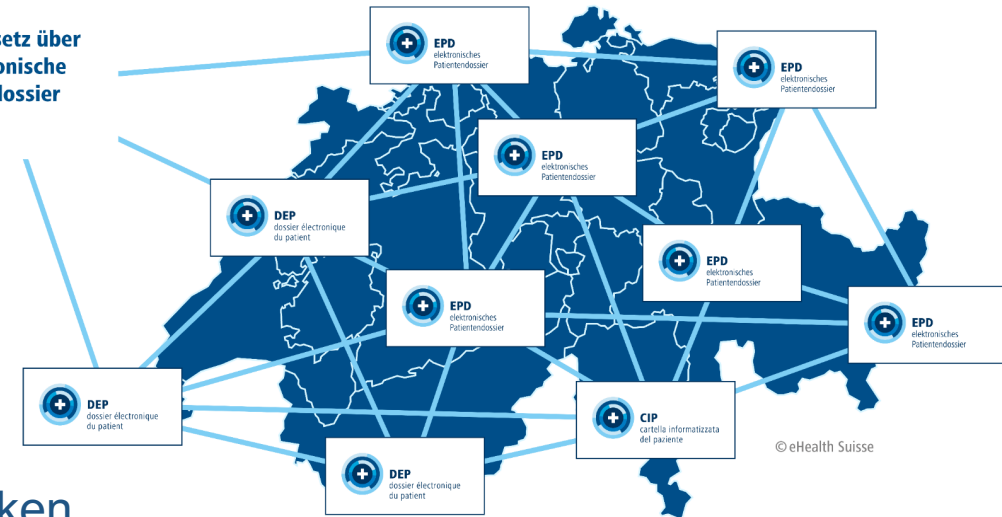 setz über
onische
dossier
EPD
elektronisches
Patientendossier
EPD
elektronisches
Patientendossier
EPD
elektronisches
Patientendossier
DEP
dossier électronique
du patient
EPD
elektronisches
Patientendossier
EPD
elektronisches
Patientendossier
EPD
elektronisches
Patientendossier
DEP
dossier électronique
du patient
CIP
cartella informatizzata
del paziente
© eHealth Suisse
DEP
dossier électronique
du patient
ken